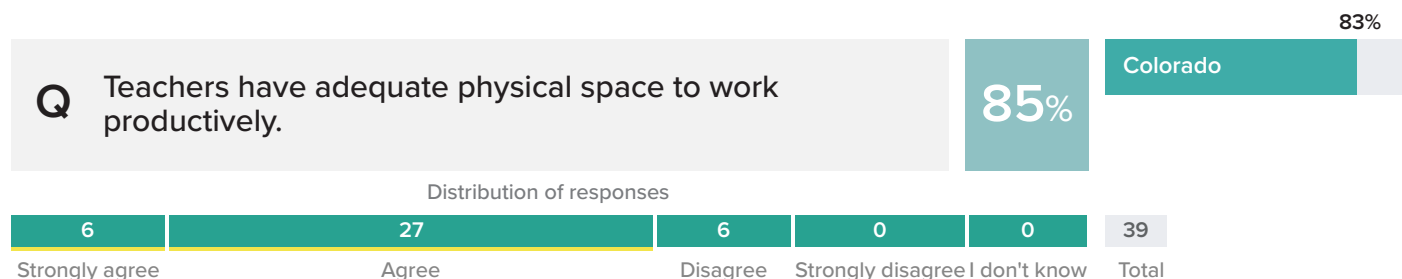 83%
Q Teachers have adequate physical space to work
productively.
85%
Colorado
Distribution of responses
6 27 6 0 0 39
Strongly agree Agree Disagree Strongly disagree I don't know Total